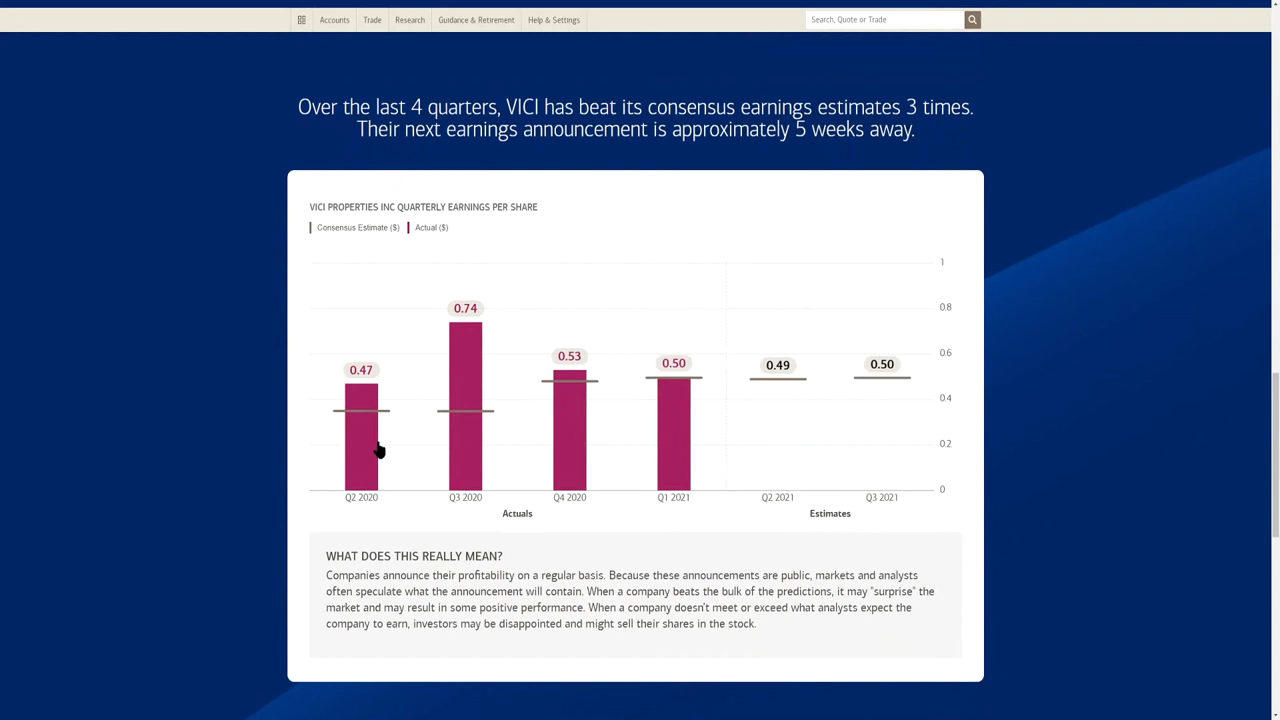 Accounts
Trade
Research
Guidance & Retirement
Help & Settings
Search, Quote or Trade
Over the last 4 quarters, VICI has beat its consensus earnings estimates 3 times.
Their next earnings announcement is approximately 5 weeks away.
VICI PROPERTIES INC QUARTERLY EARNINGS PER SHARE
Consensus Estimate ($) Actual ($)
1
0.8
0.6
0.4
0.2
0
0.47
0.74
0.53
0.50
0.49
0.50
Q2 2020
Q3 2020
Q4 2020
Q1 2021
Q2 2021
Q3 2021
Actuals
Estimates
WHAT DOES THIS REALLY MEAN?
Companies announce their profitability on a regular basis. Because these announcements are public, markets and analysts
often speculate what the announcement will contain. When a company beats the bulk of the predictions, it may "surprise" the
market and may result in some positive performance. When a company doesn't meet or exceed what analysts expect the
company to earn, investors may be disappointed and might sell their shares in the stock.